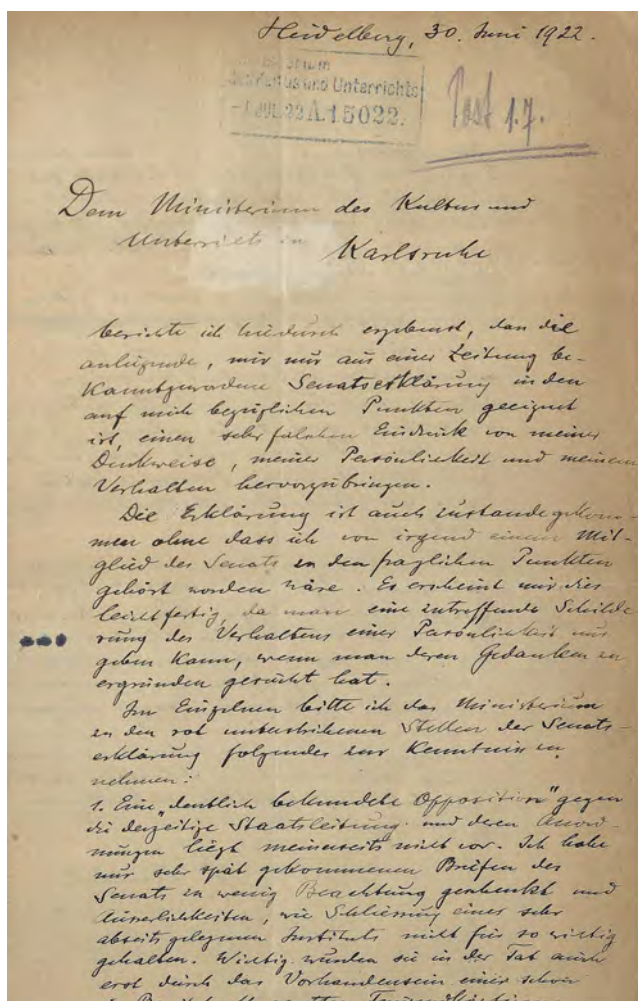 Heidelberg, 30. Juni 1922.
Ministerium
des Kultus und Unterrichts
-1 JUL. 22 A.15022.
Post 1.7.
Dem Ministerium des Kultus und
Unterrichts in
Karlsruhe
berichte ich hiedurch ergebenst, dass die
anliegende, mir nur aus einer Zeitung be-
kanntgewordene Senatserklärung in den
auf mich bezüglichen Punkten geeignet
ist, einen sehr falschen Eindruck von meiner
Denkweise, meiner Persönlichkeit und meinem
Verhalten hervorzubringen.
Die Erklärung ist auch zustande gekom-
men ohne dass ich von irgend einem Mit-
glied des Senats in den fraglichen Punkten
gehört worden wäre. Es erscheint mir dies
leichtfertig, da man eine zutreffende Schilde-
rung des Verhaltens einer Persönlichkeit nur
geben kann, wenn man deren Gedanken zu
ergründen gesucht hat.
Im Einzelnen bitte ich das Ministerium
zu den rot unterstrichenen Stellen der Senats-
erklärung folgendes zur Kenntnis zu
nehmen:
1. Eine „deutlich bekundete Opposition" gegen
die derzeitige Staatsleitung und deren Anord-
nungen liegt meinerseits nicht vor. Ich habe
nur sehr spät gekommenen Briefen des
Senats zu wenig Beachtung geschenkt und
Äusserlichkeiten, wie Schliessung eines sehr
abseits gelegenen Instituts nicht für so wichtig
gehalten. Wichtig wurden sie in der Tat auch
erst durch das Vorhandensein einer schon